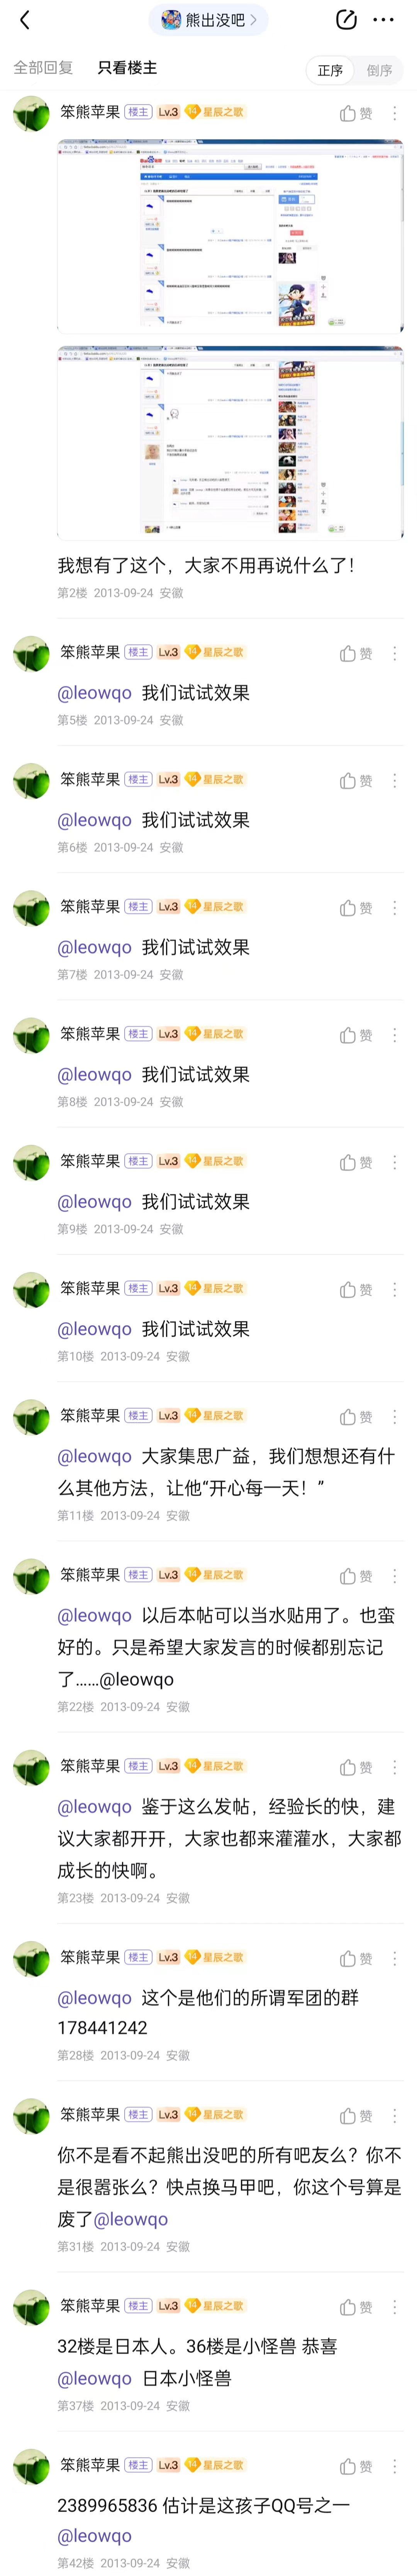 熊出没吧
全部回复 只看楼主 正序 倒序
笨熊苹果 楼主 Lv.3 14 星辰之歌 赞
我想有了这个，大家不用再说什么了！
第2楼 2013-09-24 安徽
笨熊苹果 楼主 Lv.3 14 星辰之歌 赞
@leowqo 我们试试效果
第5楼 2013-09-24 安徽
笨熊苹果 楼主 Lv.3 14 星辰之歌 赞
@leowqo 我们试试效果
第6楼 2013-09-24 安徽
笨熊苹果 楼主 Lv.3 14 星辰之歌 赞
@leowqo 我们试试效果
第7楼 2013-09-24 安徽
笨熊苹果 楼主 Lv.3 14 星辰之歌 赞
@leowqo 我们试试效果
第8楼 2013-09-24 安徽
笨熊苹果 楼主 Lv.3 14 星辰之歌 赞
@leowqo 我们试试效果
第9楼 2013-09-24 安徽
笨熊苹果 楼主 Lv.3 14 星辰之歌 赞
@leowqo 我们试试效果
第10楼 2013-09-24 安徽
笨熊苹果 楼主 Lv.3 14 星辰之歌 赞
@leowqo 大家集思广益，我们想想还有什
么其他方法，让他“开心每一天！”
第11楼 2013-09-24 安徽
笨熊苹果 楼主 Lv.3 14 星辰之歌 赞
@leowqo 以后本帖可以当水贴用了。也蛮
好的。只是希望大家发言的时候都别忘记
了......@leowqo
第22楼 2013-09-24 安徽
笨熊苹果 楼主 Lv.3 14 星辰之歌 赞
@leowqo 鉴于这么发帖，经验长的快，建
议大家都开开，大家也都来灌灌水，大家都
成长的快啊。
第23楼 2013-09-24 安徽
笨熊苹果 楼主 Lv.3 14 星辰之歌 赞
@leowqo 这个是他们的所谓军团的群
178441242
第28楼 2013-09-24 安徽
笨熊苹果 楼主 Lv.3 14 星辰之歌 赞
你不是看不起熊出没吧的所有吧友么？你不
是很嚣张么？快点换马甲吧，你这个号算是
废了@leowqo
第31楼 2013-09-24 安徽
笨熊苹果 楼主 Lv.3 14 星辰之歌 赞
32楼是日本人。36楼是小怪兽 恭喜
@leowqo 日本小怪兽
第37楼 2013-09-24 安徽
笨熊苹果 楼主 Lv.3 14 星辰之歌 赞
2389965836 估计是这孩子QQ号之一
@leowqo
第42楼 2013-09-24 安徽